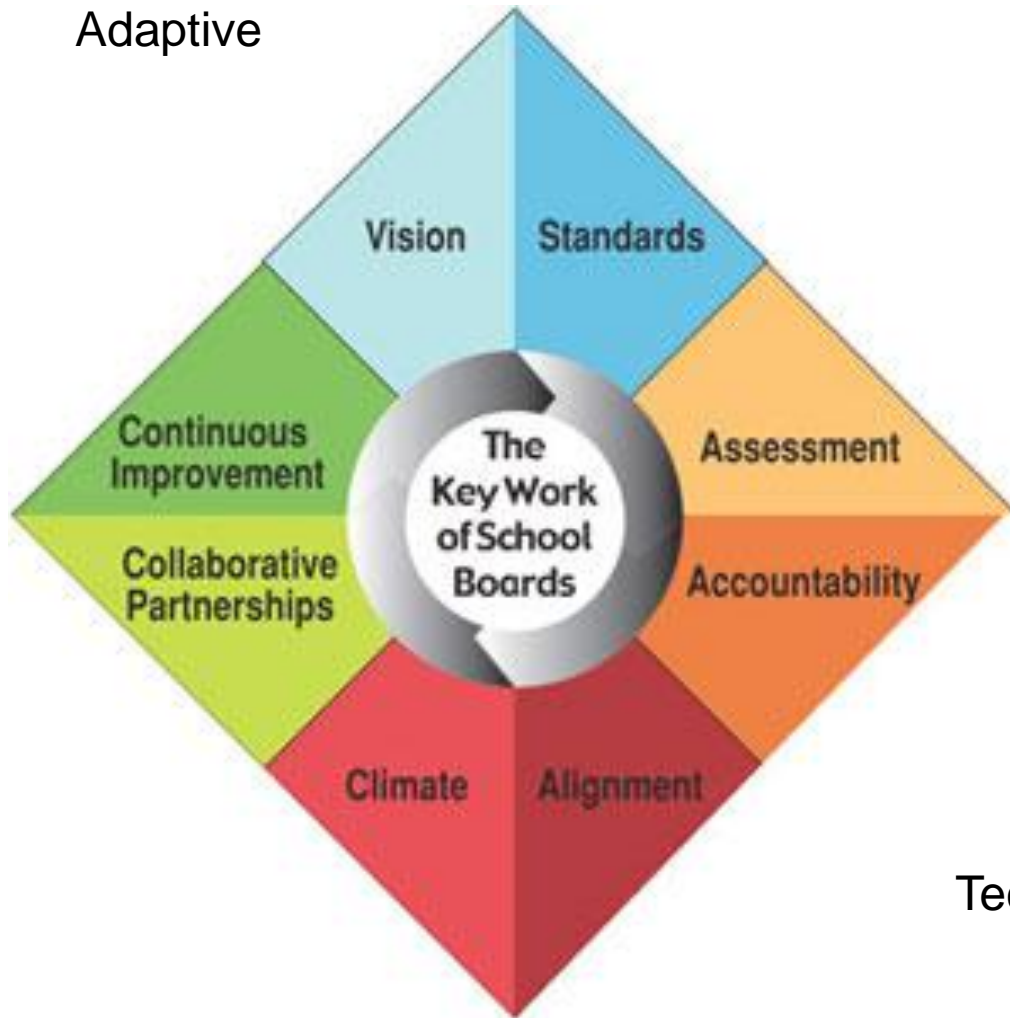 Adaptive
Vision
Standards
Continuous
Improvement
The
Key Work
of School
Boards
Assessment
Collaborative
Partnerships
Accountability
Climate
Alignment